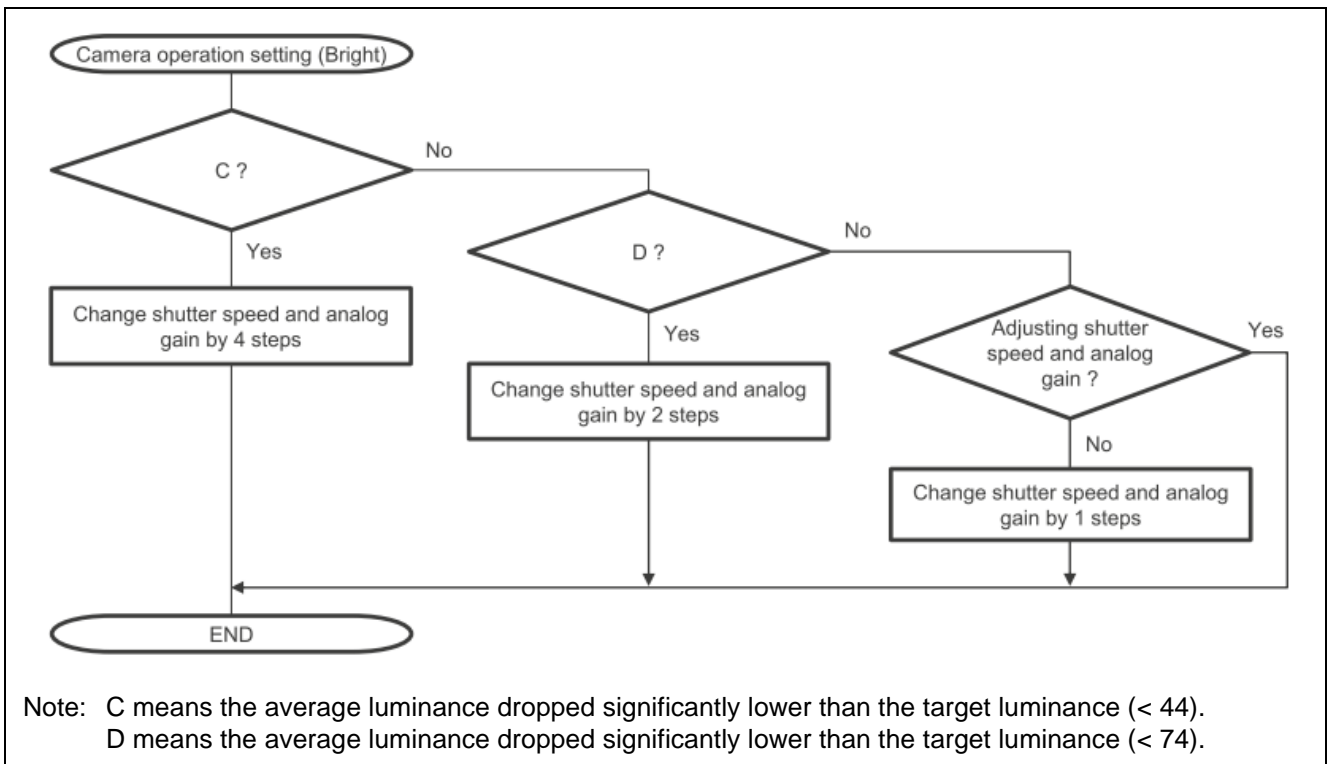 Camera operation setting (Bright)
C ?
No
Yes
Change shutter speed and analog
gain by 4 steps
D ?
No
Yes
Change shutter speed and analog
gain by 2 steps
Adjusting shutter
speed and analog
gain ?
Yes
No
Change shutter speed and analog
gain by 1 steps
END
Note: C means the average luminance dropped significantly lower than the target luminance (< 44).
D means the average luminance dropped significantly lower than the target luminance (< 74).